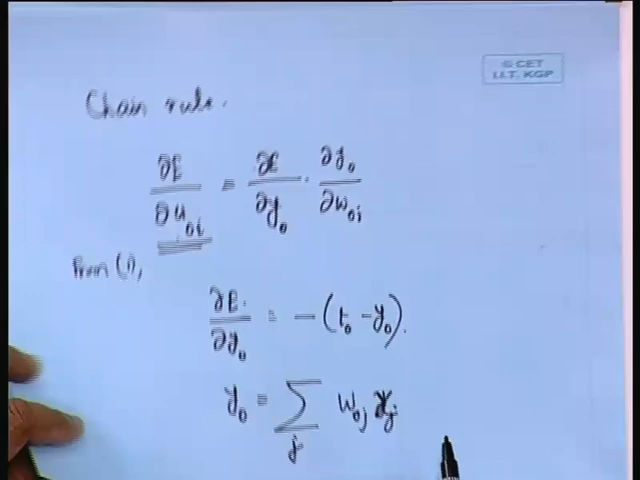 © CET
I.I.T. KGP
Chain rule.
∂E/∂w_oi = ∂E/∂y_o · ∂y_o/∂w_oi
From (1),
∂E/∂y_o = -(t_o - y_o).
y_o = Σ_j w_oj x_j